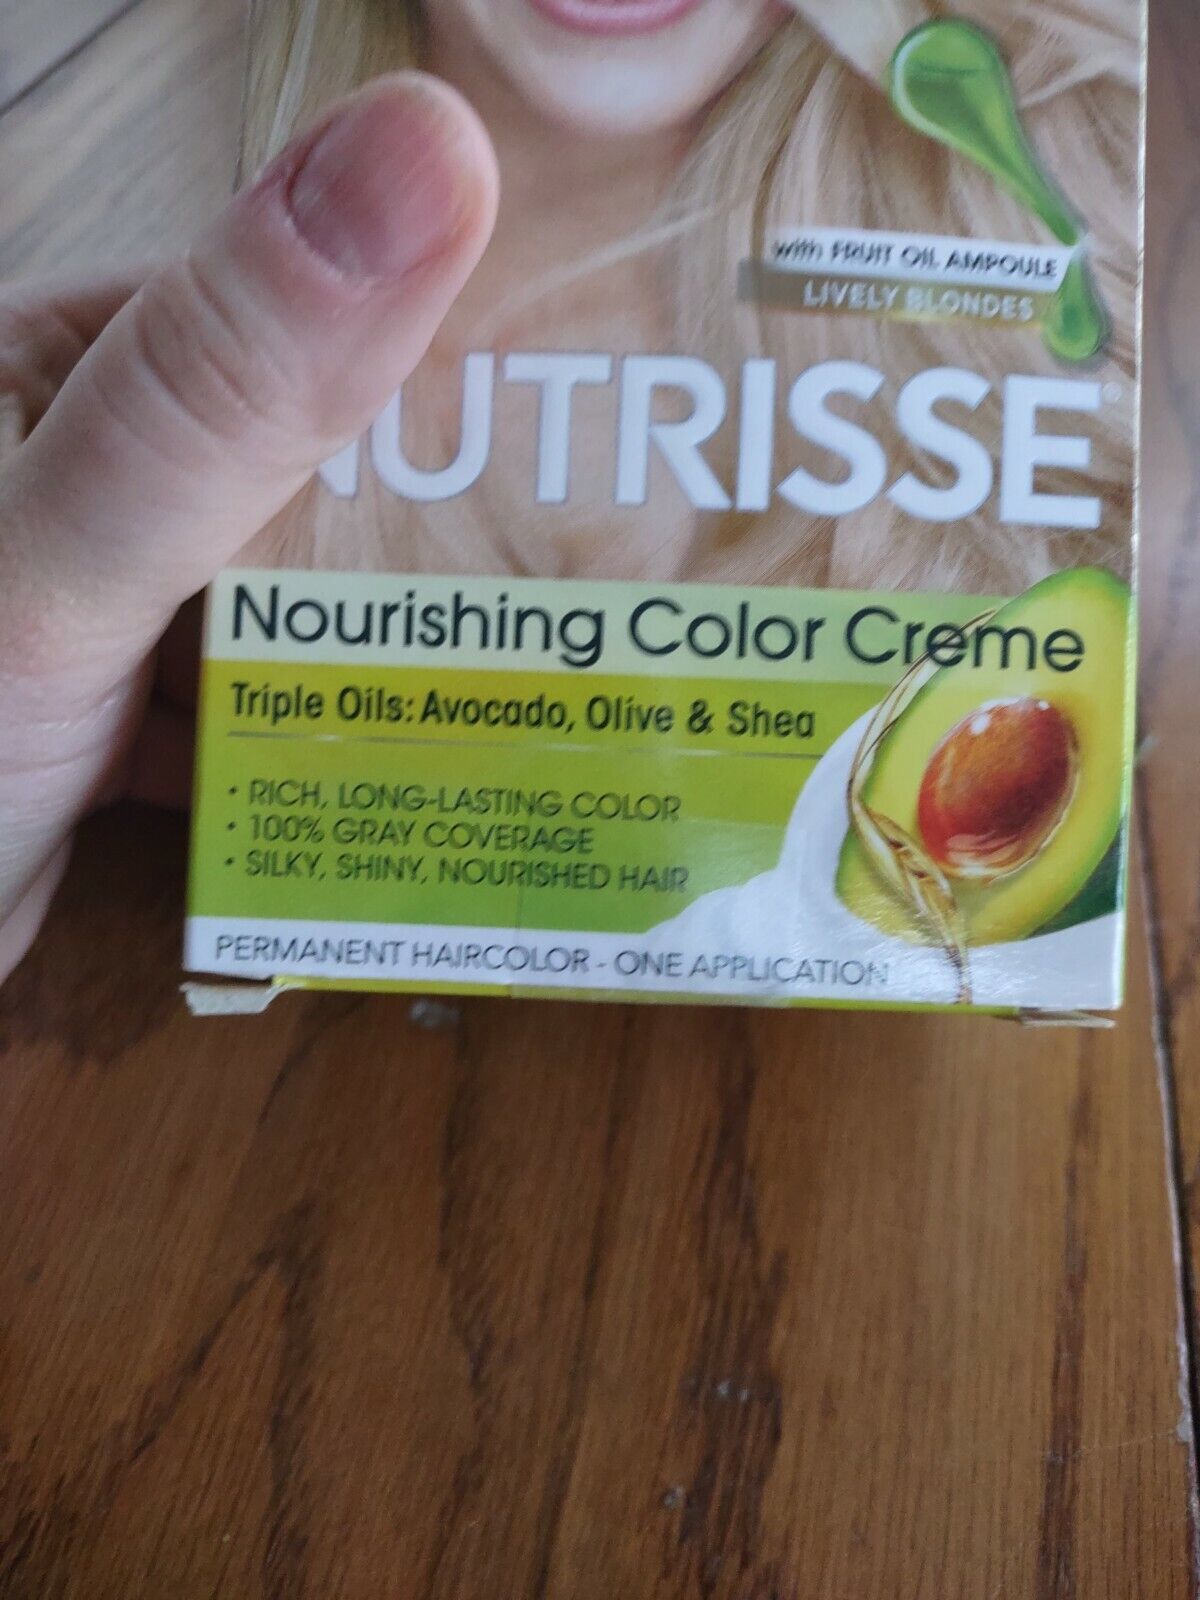 with FRUIT OIL AMPOULE
LIVELY BLONDES
NUTRISSE®
Nourishing Color Creme
Triple Oils: Avocado, Olive & Shea
• RICH, LONG-LASTING COLOR
• 100% GRAY COVERAGE
• SILKY, SHINY, NOURISHED HAIR
PERMANENT HAIRCOLOR - ONE APPLICATION